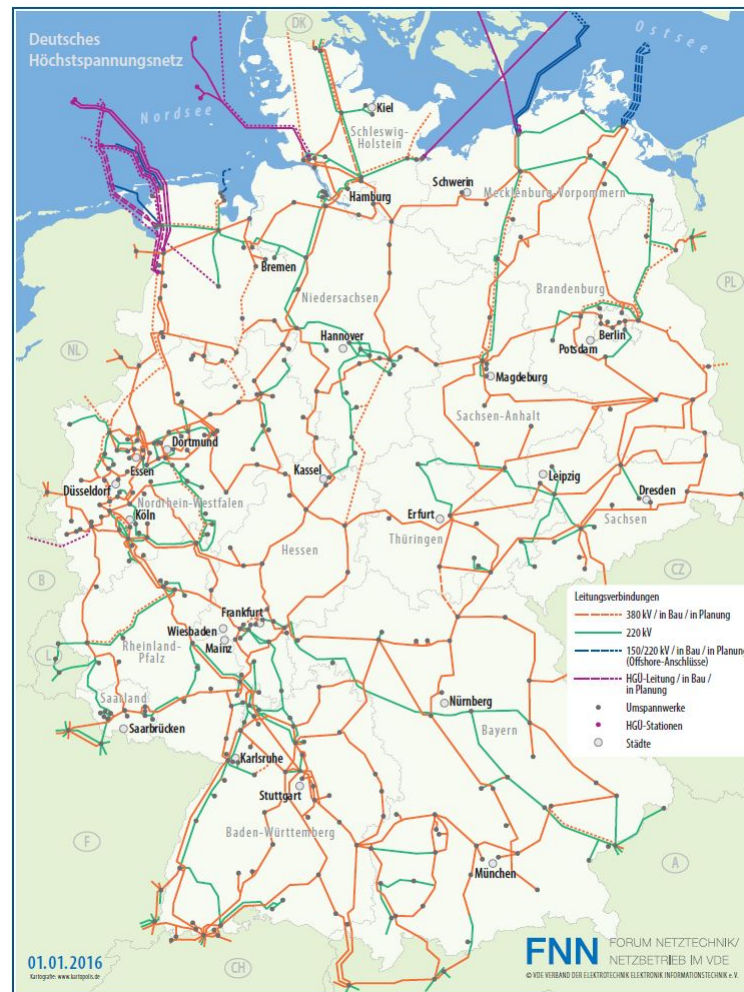 Deutsches
Höchstspannungsnetz
DK
Ostsee
Nordsee
Kiel
Schleswig-
Holstein
Schwerin
Mecklenburg-Vorpommern
Hamburg
Bremen
PL
Niedersachsen
Brandenburg
Hannover
Berlin
Potsdam
NL
Magdeburg
Sachsen-Anhalt
Dortmund
Essen
Kassel
Leipzig
Düsseldorf
Nordrhein-Westfalen
Dresden
Köln
Erfurt
Sachsen
Thüringen
Hessen
CZ
B
Leitungsverbindungen
380 kV / in Bau / in Planung
220 kV
150/220 kV / in Bau / in Planung
(Offshore-Anschlüsse)
HGÜ-Leitung / in Bau /
in Planung
Umspannwerke
HGÜ-Stationen
Städte
Frankfurt
Wiesbaden
Mainz
Rheinland-
Pfalz
L
Saarland
Nürnberg
Saarbrücken
Bayern
Karlsruhe
Stuttgart
Baden-Württemberg
F
A
München
01.01.2016
Kartografie: www.kartopolis.de
CH
FNN FORUM NETZTECHNIK/
NETZBETRIEB IM VDE
© VDE VERBAND DER ELEKTROTECHNIK ELEKTRONIK INFORMATIONSTECHNIK e. V.